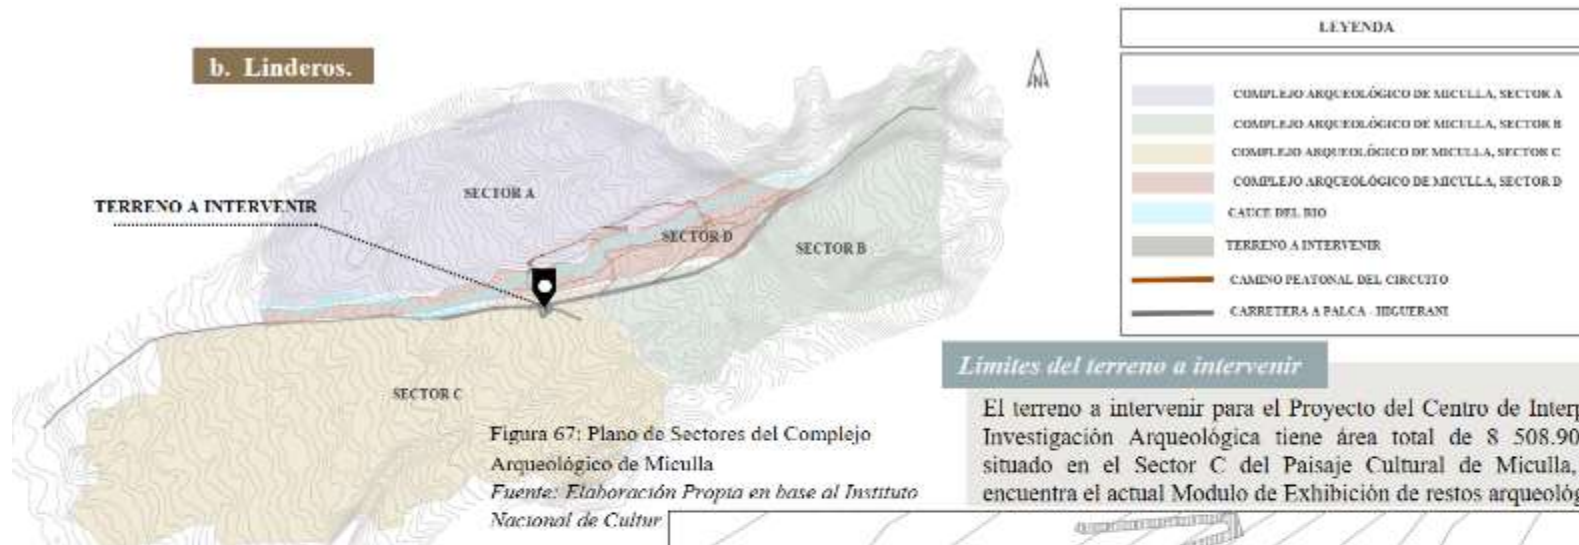 b. Linderos.
N
TERRENO A INTERVENIR
SECTOR A
SECTOR D
SECTOR B
SECTOR C
LEYENDA
COMPLEJO ARQUEOLÓGICO DE MICULLA, SECTOR A
COMPLEJO ARQUEOLÓGICO DE MICULLA, SECTOR B
COMPLEJO ARQUEOLÓGICO DE MICULLA, SECTOR C
COMPLEJO ARQUEOLÓGICO DE MICULLA, SECTOR D
CAUCE DEL RIO
TERRENO A INTERVENIR
CAMINO PEATONAL DEL CIRCUITO
CARRETERA A PALCA - HIGUERANI
Figura 67: Plano de Sectores del Complejo
Arqueológico de Miculla
Fuente: Elaboración Propia en base al Instituto
Nacional de Cultur
Límites del terreno a intervenir
El terreno a intervenir para el Proyecto del Centro de Interp
Investigación Arqueológica tiene área total de 8 508.90
situado en el Sector C del Paisaje Cultural de Miculla,
encuentra el actual Modulo de Exhibición de restos arqueológ